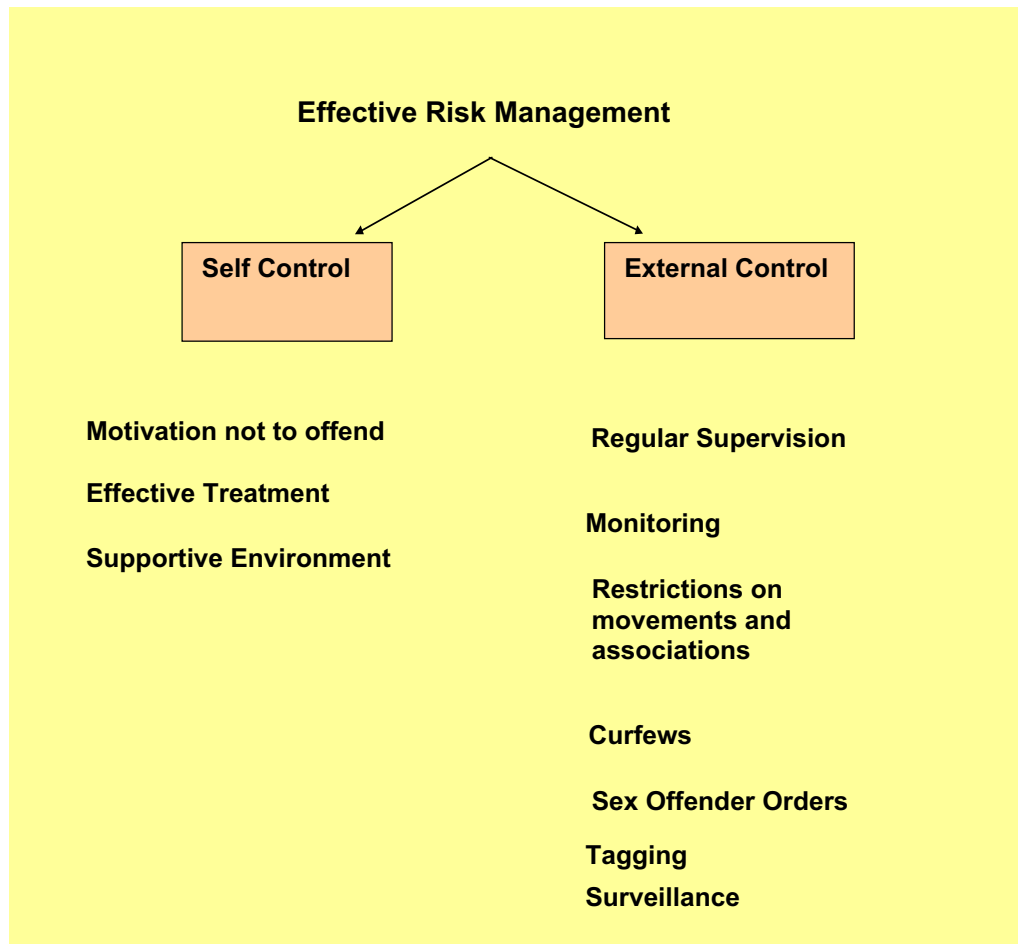 Effective Risk Management
Self Control
External Control
Motivation not to offend
Effective Treatment
Supportive Environment
Regular Supervision
Monitoring
Restrictions on
movements and
associations
Curfews
Sex Offender Orders
Tagging
Surveillance